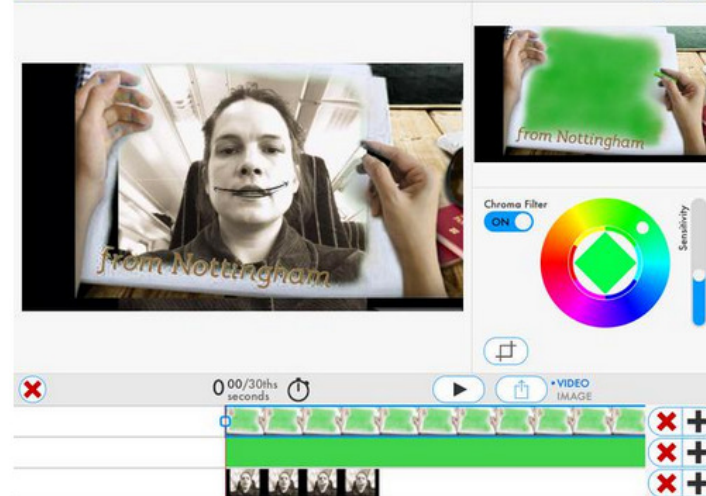 from Nottingham
from Nottingham
Chroma Filter
ON
Sensitivity
0 00/30ths
seconds
• VIDEO
IMAGE